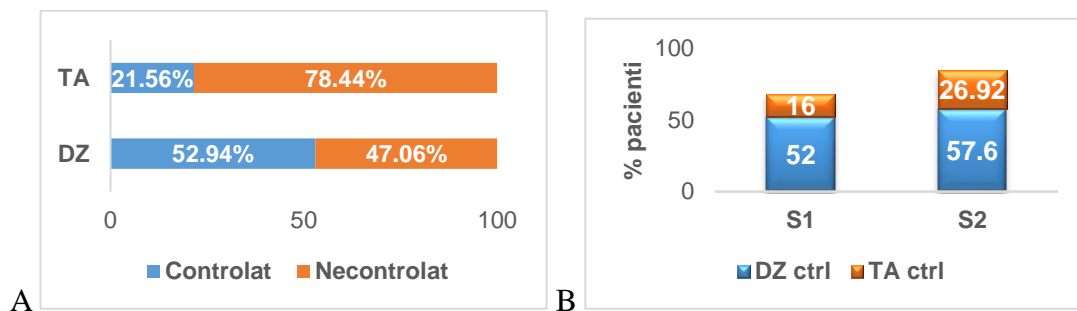 TA
21.56% 78.44%
DZ
52.94% 47.06%
0 50 100
Controlat Necontrolat
A
% pacienti
100
50
0
16
52
26.92
57.6
S1 S2
DZ ctrl TA ctrl
B